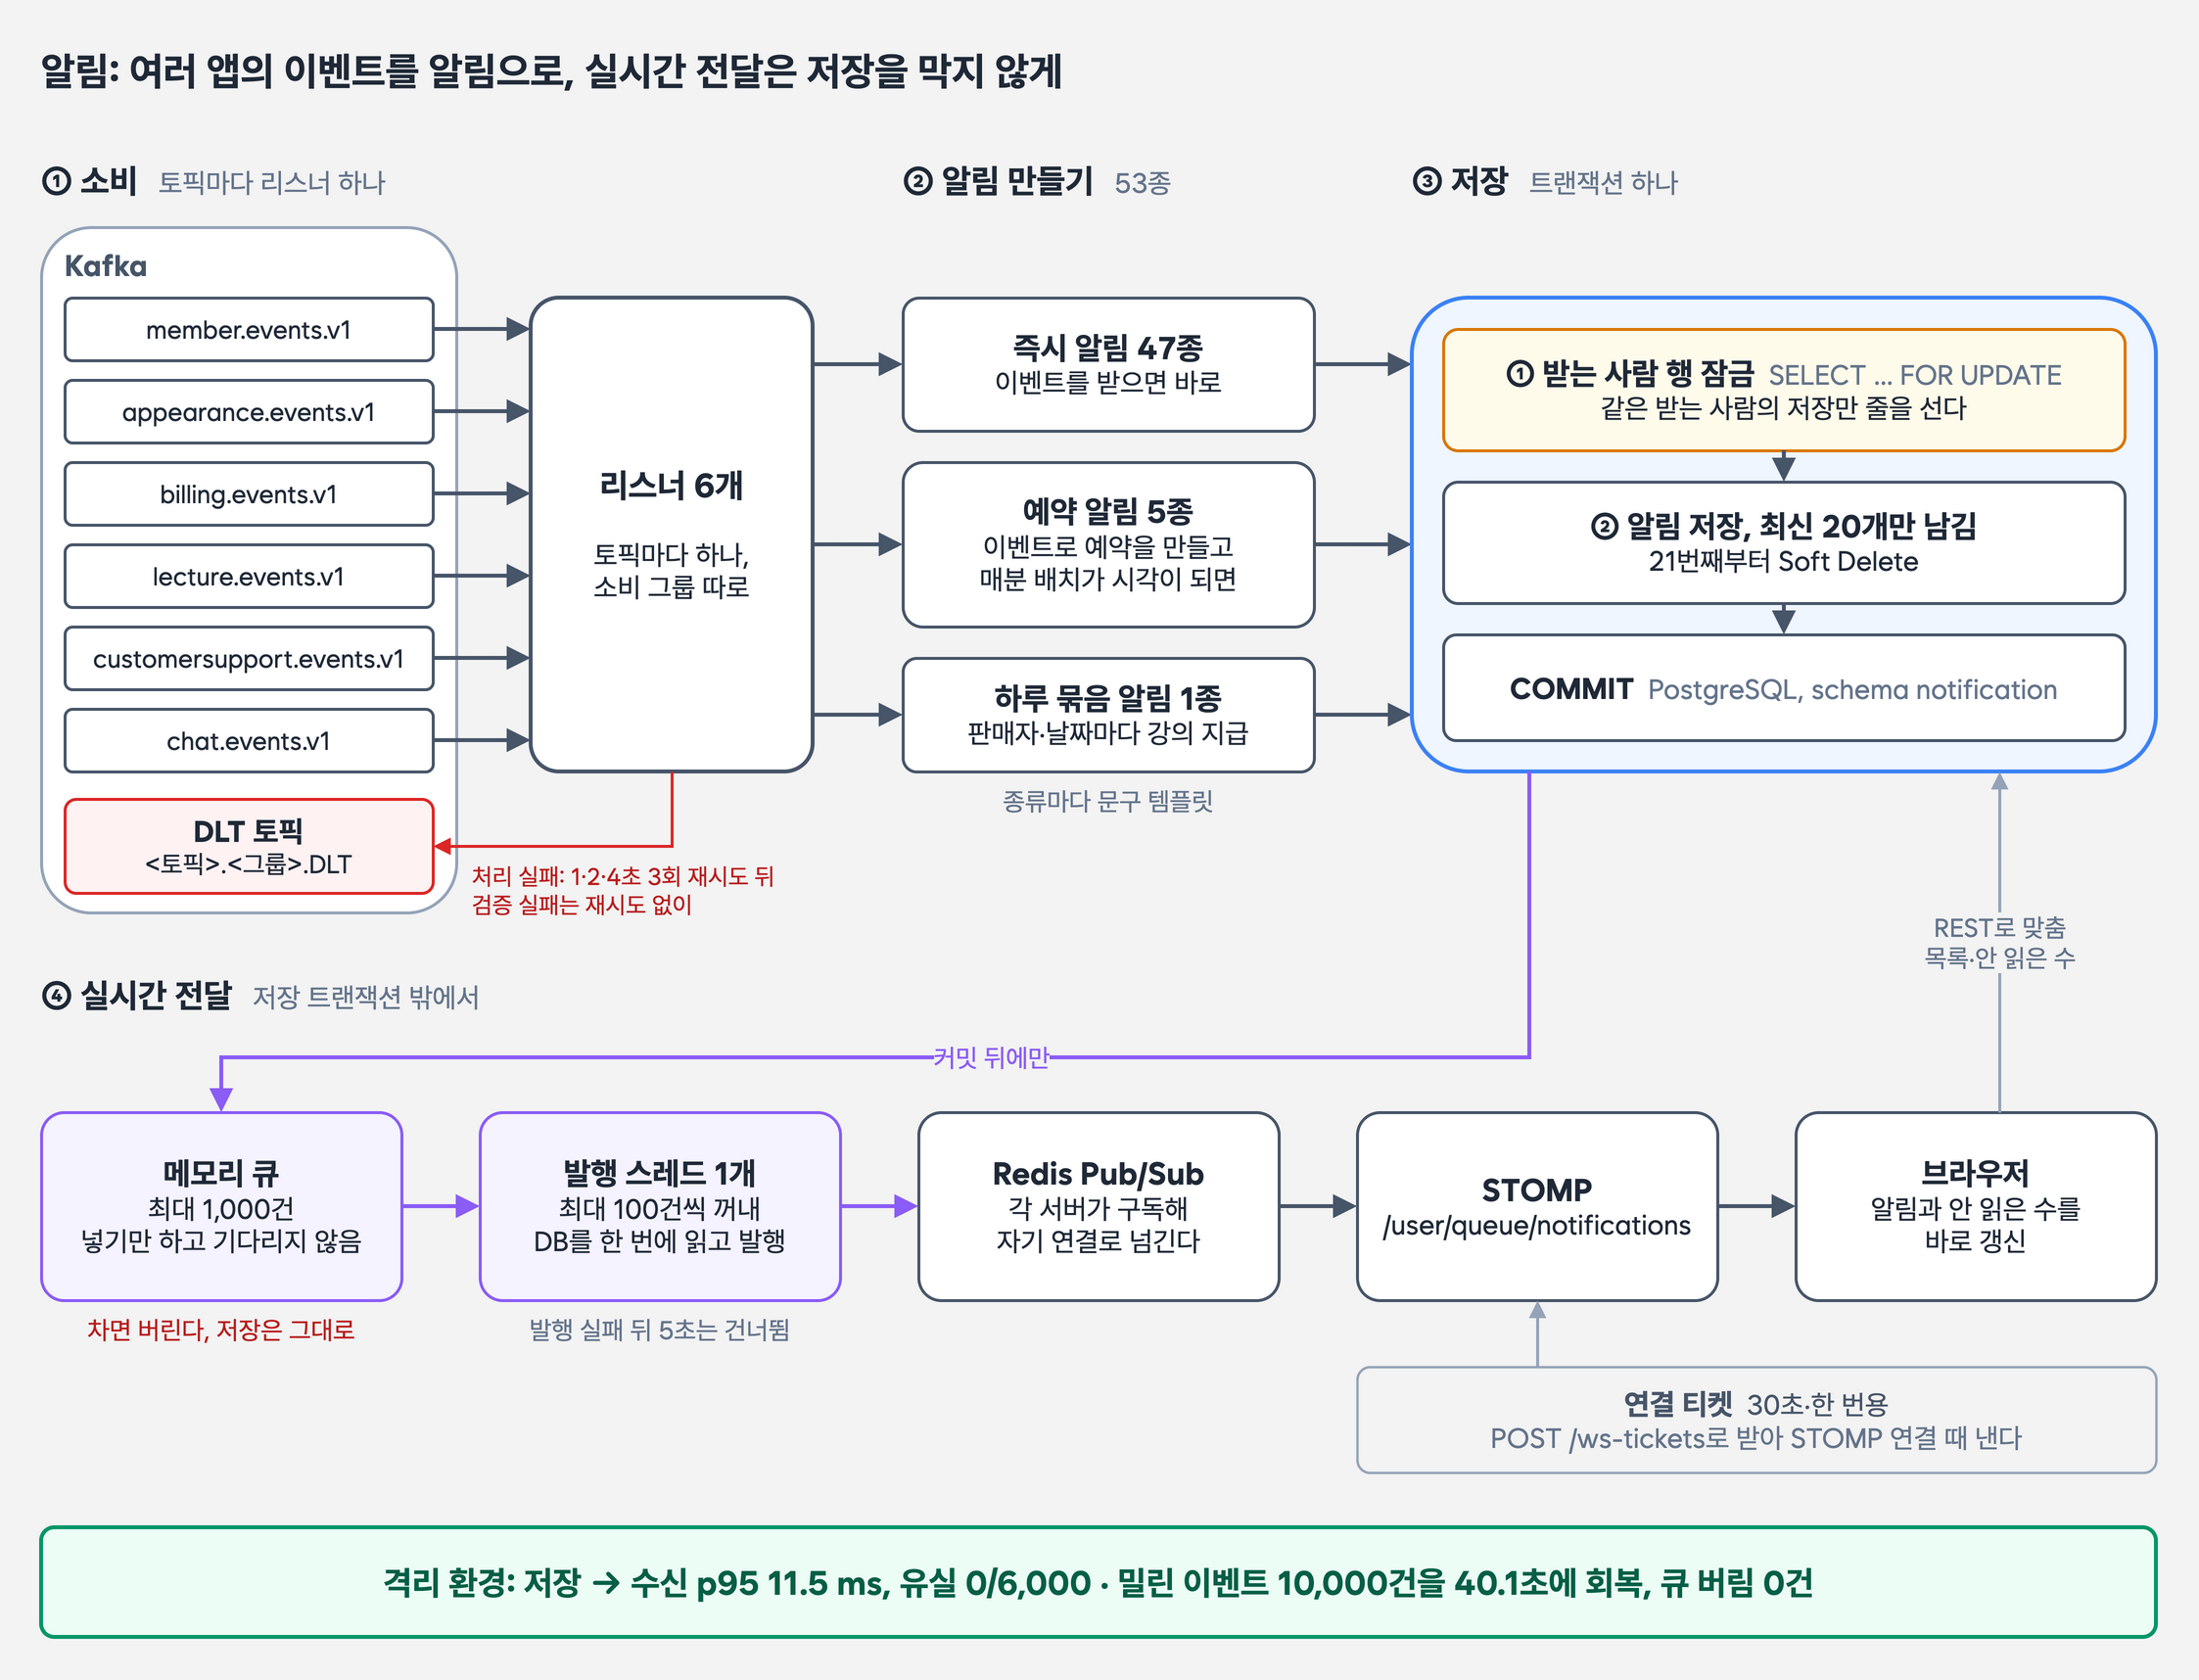 알림: 여러 앱의 이벤트를 알림으로, 실시간 전달은 저장을 막지 않게
① 소비 토픽마다 리스너 하나
Kafka
member.events.v1
appearance.events.v1
billing.events.v1
lecture.events.v1
customersupport.events.v1
chat.events.v1
DLT 토픽
<토픽>.<그룹>.DLT
리스너 6개
토픽마다 하나,
소비 그룹 따로
처리 실패: 1·2·4초 3회 재시도 뒤
검증 실패는 재시도 없이
② 알림 만들기 53종
즉시 알림 47종
이벤트를 받으면 바로
예약 알림 5종
이벤트로 예약을 만들고
매분 배치가 시각이 되면
하루 묶음 알림 1종
판매자·날짜마다 강의 지급
종류마다 문구 템플릿
③ 저장 트랜잭션 하나
① 받는 사람 행 잠금 SELECT ... FOR UPDATE
같은 받는 사람의 저장만 줄을 선다
② 알림 저장, 최신 20개만 남김
21번째부터 Soft Delete
COMMIT PostgreSQL, schema notification
REST로 맞춤
목록·안 읽은 수
④ 실시간 전달 저장 트랜잭션 밖에서
커밋 뒤에만
메모리 큐
최대 1,000건
넣기만 하고 기다리지 않음
차면 버린다, 저장은 그대로
발행 스레드 1개
최대 100건씩 꺼내
DB를 한 번에 읽고 발행
발행 실패 뒤 5초는 건너뜀
Redis Pub/Sub
각 서버가 구독해
자기 연결로 넘긴다
STOMP
/user/queue/notifications
브라우저
알림과 안 읽은 수를
바로 갱신
연결 티켓 30초·한 번용
POST /ws-tickets로 받아 STOMP 연결 때 낸다
격리 환경: 저장 → 수신 p95 11.5 ms, 유실 0/6,000 · 밀린 이벤트 10,000건을 40.1초에 회복, 큐 버림 0건